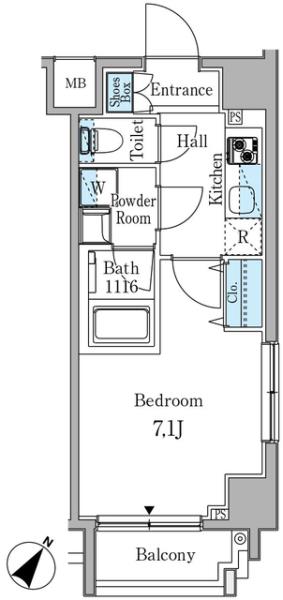 MB
Shoes
Box
Entrance
PS
Toilet
Hall
Kitchen
W
Powder
Room
R
Bath
1116
Clo.
Bedroom
7,1J
PS
Balcony
N